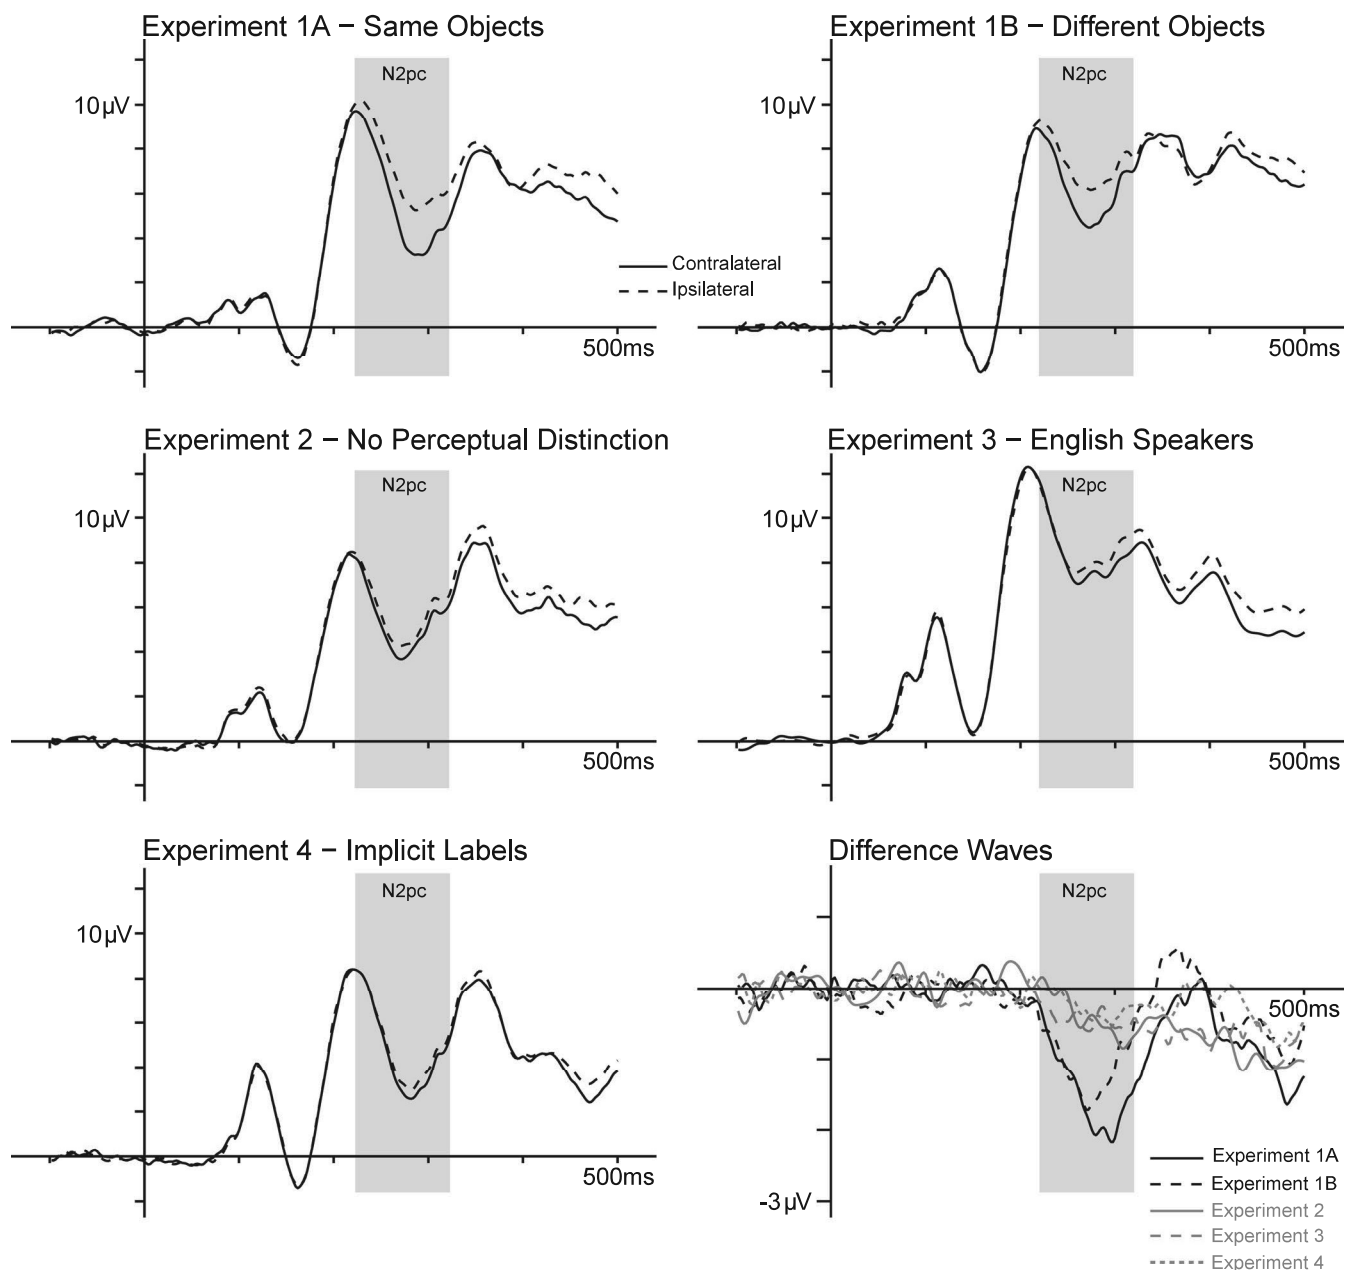 Experiment 1A − Same Objects
N2pc
10µV
Contralateral
Ipsilateral
500ms
Experiment 1B − Different Objects
N2pc
10µV
500ms
Experiment 2 − No Perceptual Distinction
N2pc
10µV
500ms
Experiment 3 − English Speakers
N2pc
10µV
500ms
Experiment 4 − Implicit Labels
N2pc
10µV
500ms
Difference Waves
N2pc
500ms
-3µV
Experiment 1A
Experiment 1B
Experiment 2
Experiment 3
Experiment 4